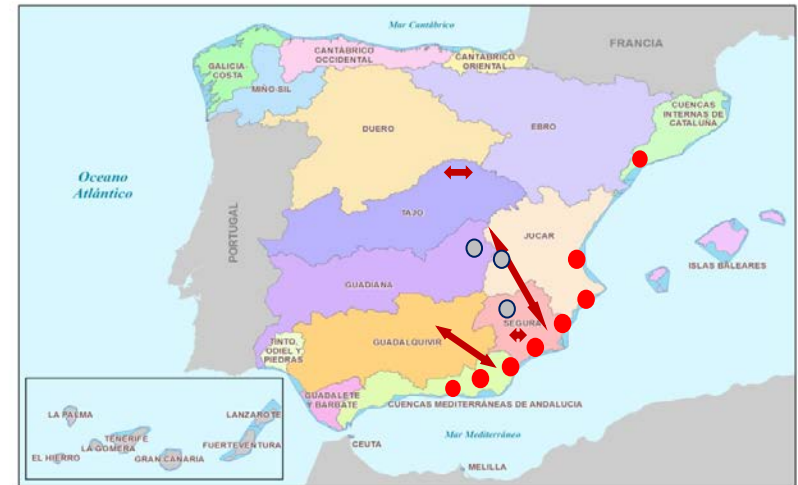 Mar Cantábrico
FRANCIA
GALICIA
COSTA
CANTÁBRICO
OCCIDENTAL
CANTÁBRICO
ORIENTAL
MIÑO-SIL
CUENCAS
INTERNAS DE
CATALUÑA
DUERO
EBRO
Oceano
Atlántico
PORTUGAL
TAJO
JUCAR
ISLAS BALEARES
GUADIANA
SEGURA
TINTO,
ODIEL Y
PIEDRAS
GUADALQUIVIR
GUADALETE
Y BARBATE
CUENCAS MEDITERRÁNEAS DE ANDALUCIA
LA PALMA
LANZAROTE
TENERIFE
LA GOMERA
FUERTEVENTURA
EL HIERRO
GRAN CANARIA
CEUTA
Mar Mediterráneo
MELILLA